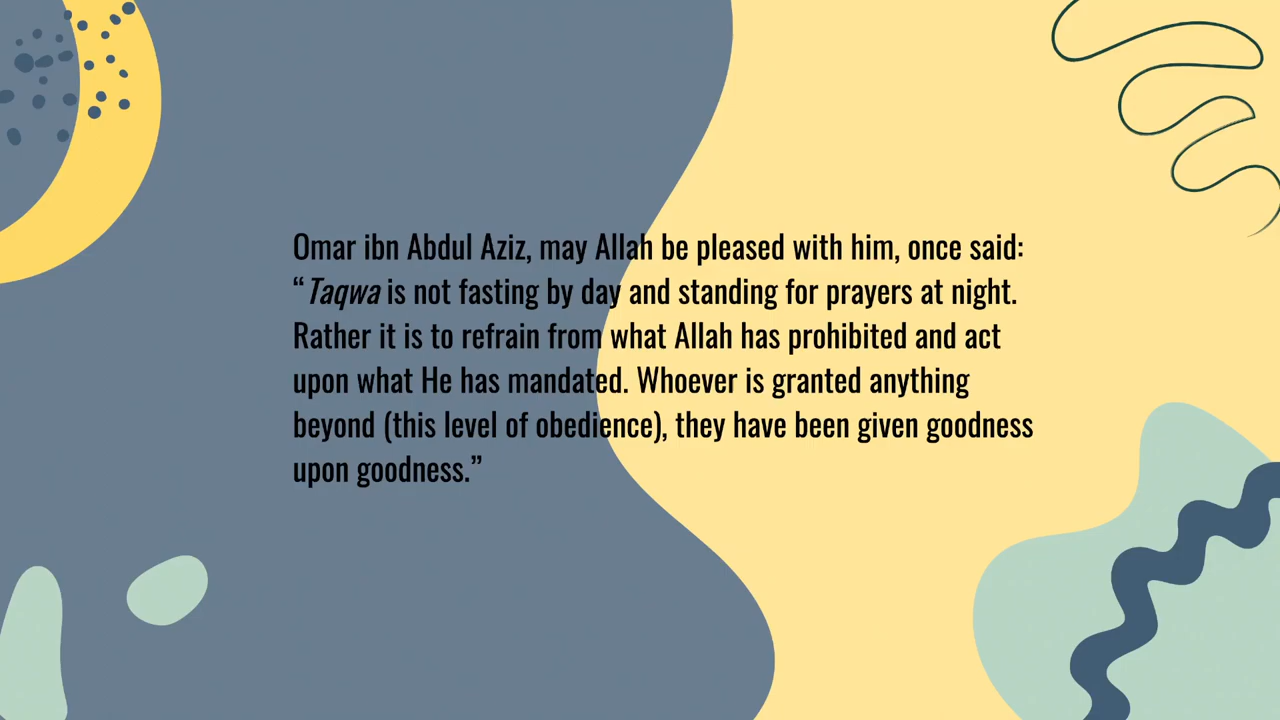 Omar ibn Abdul Aziz, may Allah be pleased with him, once said:
“Taqwa is not fasting by day and standing for prayers at night.
Rather it is to refrain from what Allah has prohibited and act
upon what He has mandated. Whoever is granted anything
beyond (this level of obedience), they have been given goodness
upon goodness.”